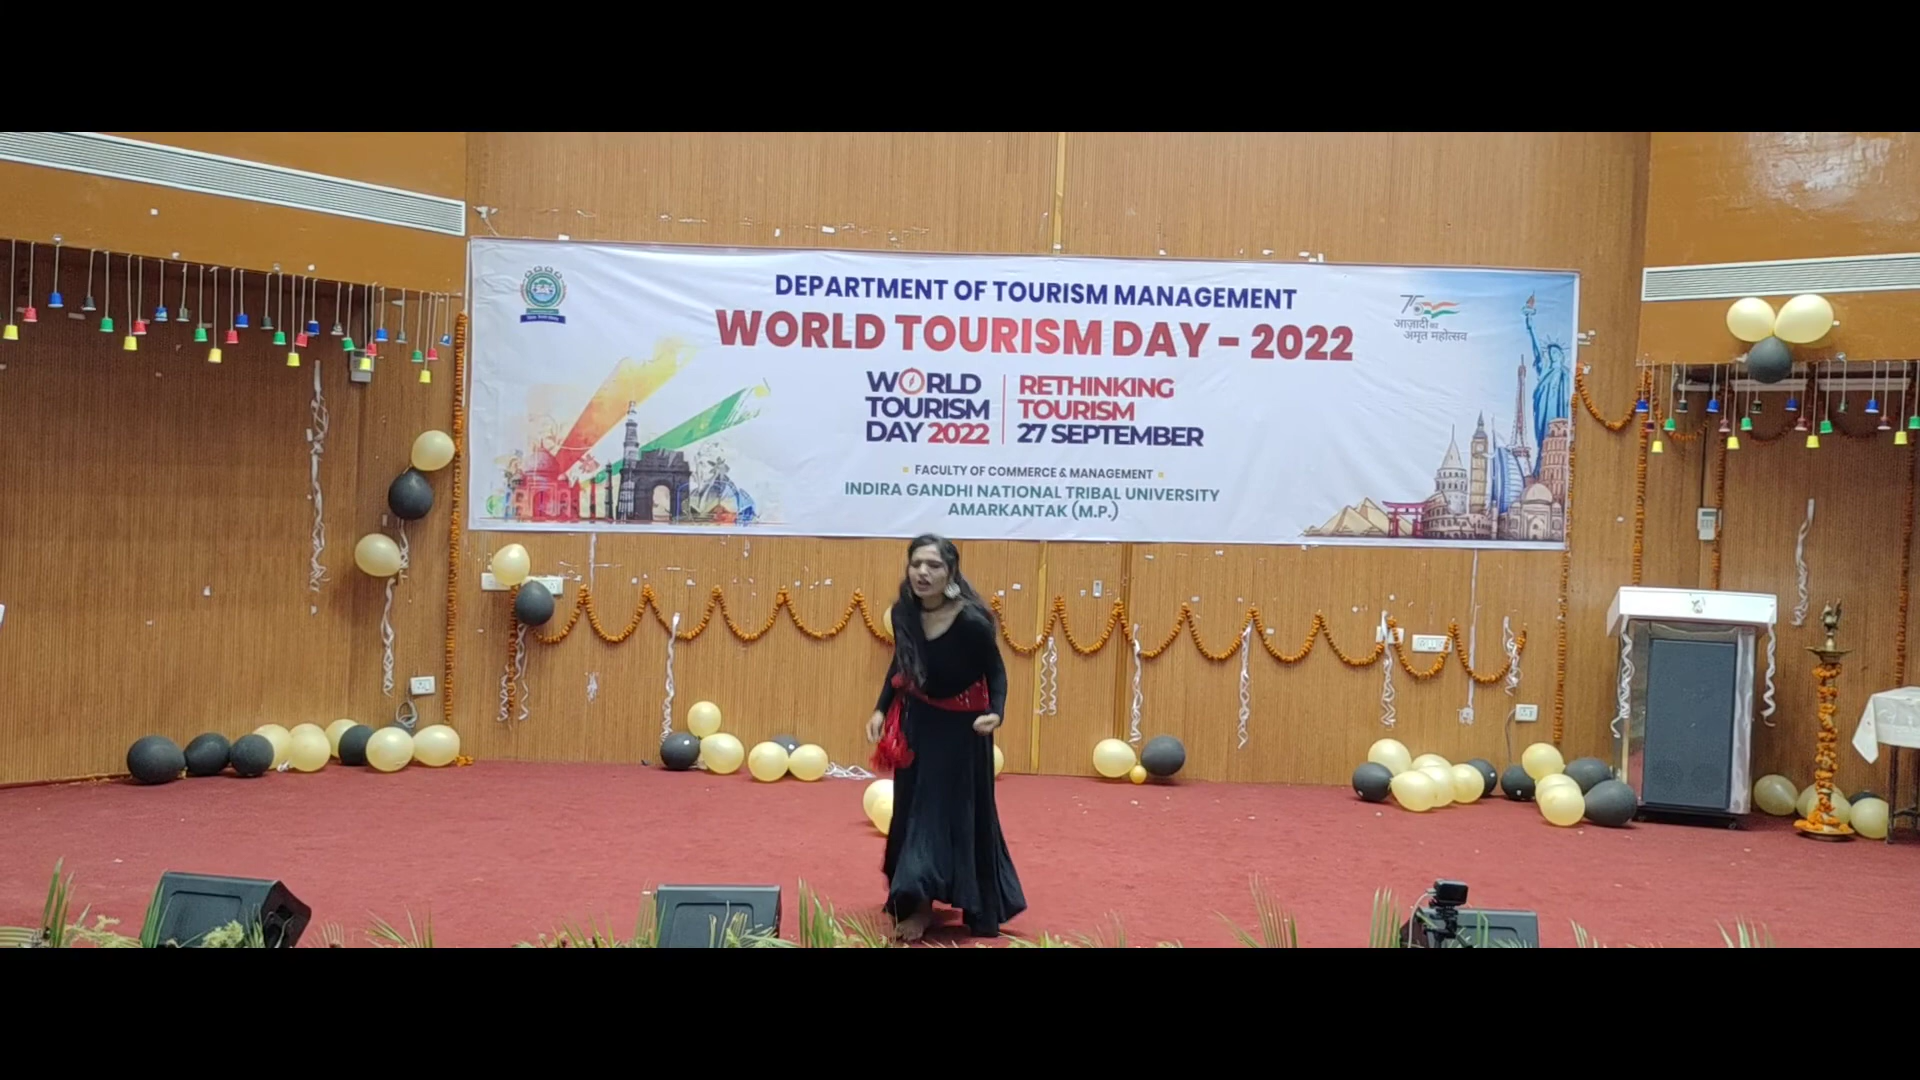 DEPARTMENT OF TOURISM MANAGEMENT
WORLD TOURISM DAY - 2022
75
आज़ादी का
अमृत महोत्सव
WORLD
TOURISM
DAY 2022
RETHINKING
TOURISM
27 SEPTEMBER
FACULTY OF COMMERCE & MANAGEMENT
INDIRA GANDHI NATIONAL TRIBAL UNIVERSITY
AMARKANTAK (M.P.)